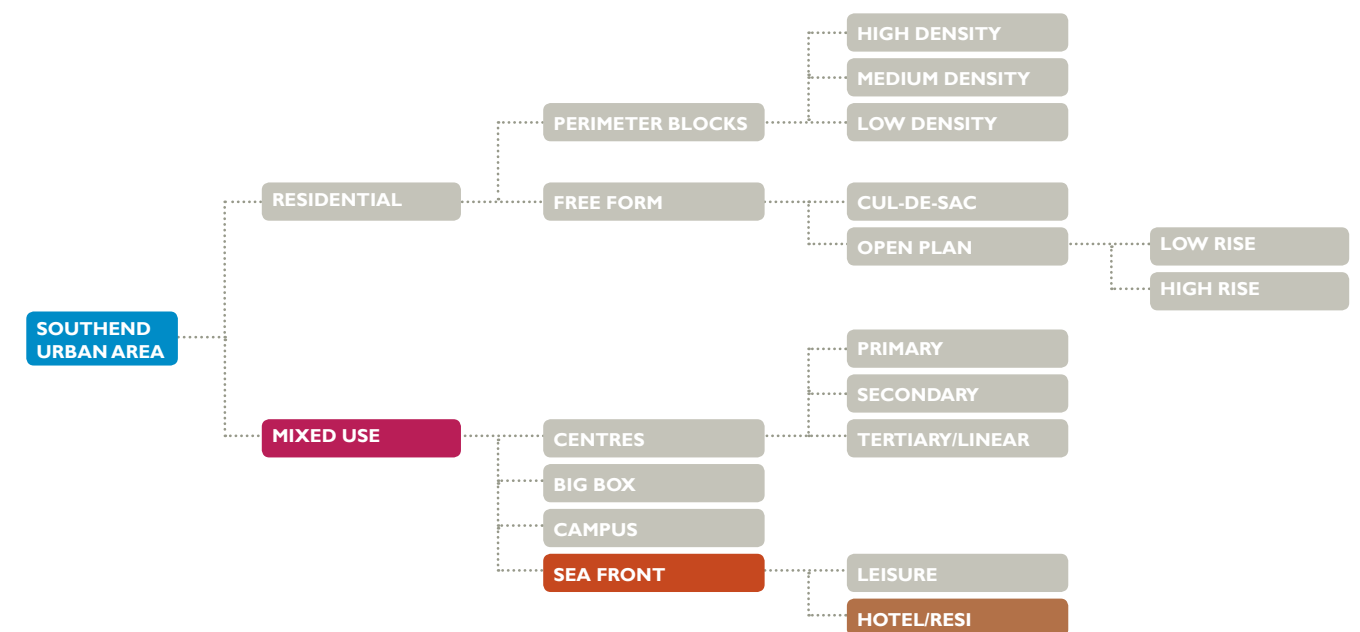 HIGH DENSITY
MEDIUM DENSITY
PERIMETER BLOCKS
LOW DENSITY
RESIDENTIAL
FREE FORM
CUL-DE-SAC
OPEN PLAN
LOW RISE
HIGH RISE
SOUTHEND
URBAN AREA
PRIMARY
SECONDARY
MIXED USE
CENTRES
TERTIARY/LINEAR
BIG BOX
CAMPUS
SEA FRONT
LEISURE
HOTEL/RESI